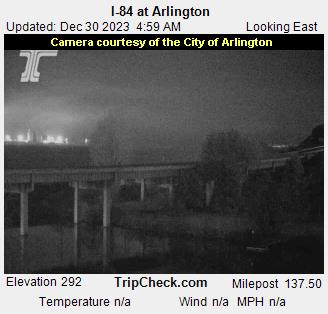 I-84 at Arlington
Updated: Dec 30 2023 4:59 AM Looking East
Camera courtesy of the City of Arlington
Elevation 292 TripCheck.com Milepost 137.50
Temperature n/a Wind n/a MPH n/a